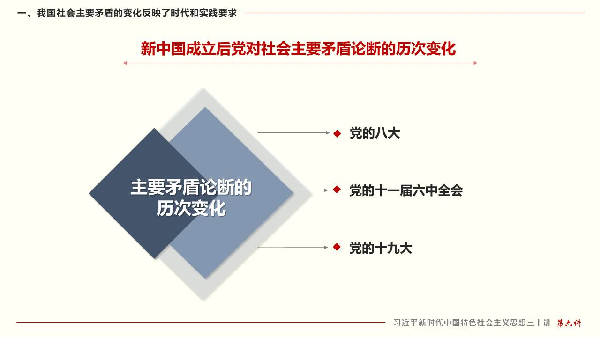 一、我国社会主要矛盾的变化反映了时代和实践要求
新中国成立后党对社会主要矛盾论断的历次变化
主要矛盾论断的
历次变化
党的八大
党的十一届六中全会
党的十九大
习近平新时代中国特色社会主义思想三十讲 第九讲